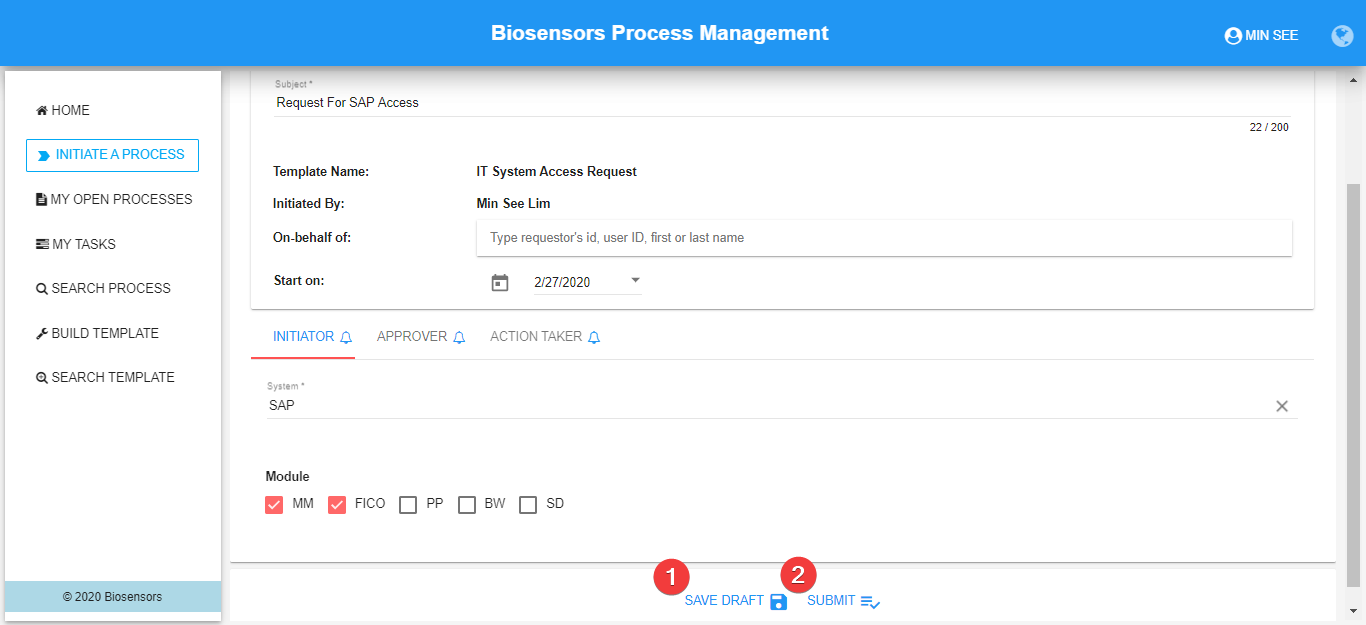 Biosensors Process Management
MIN SEE
HOME
INITIATE A PROCESS
MY OPEN PROCESSES
MY TASKS
SEARCH PROCESS
BUILD TEMPLATE
SEARCH TEMPLATE
© 2020 Biosensors
Subject *
Request For SAP Access
22 / 200
Template Name: IT System Access Request
Initiated By: Min See Lim
On-behalf of: Type requestor's id, user ID, first or last name
Start on: 2/27/2020
INITIATOR APPROVER ACTION TAKER
System *
SAP
Module
MM FICO PP BW SD
1 2
SAVE DRAFT SUBMIT